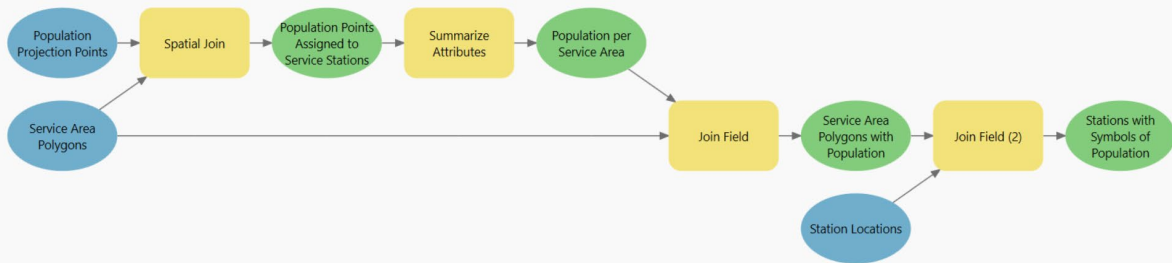 Population
Projection Points
Spatial Join
Population Points
Assigned to
Service Stations
Summarize
Attributes
Population per
Service Area
Service Area
Polygons
Join Field
Service Area
Polygons with
Population
Join Field (2)
Stations with
Symbols of
Population
Station Locations